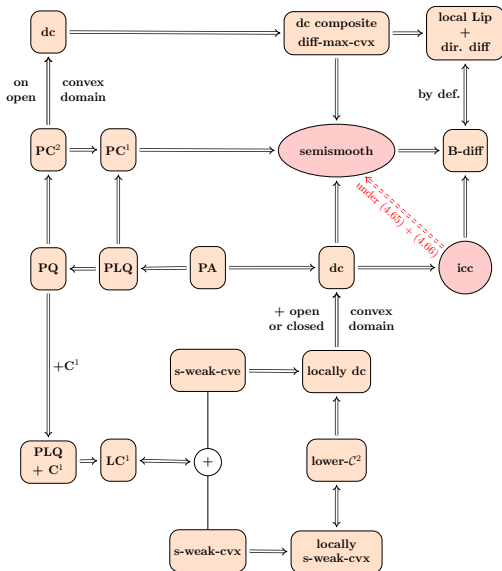 dc
dc composite
diff-max-cvx
local Lip
+
dir. diff
on
open
convex
domain
by def.
PC²
PC¹
semismooth
B-diff
under (4.65) + (4.66)
PQ
PLQ
PA
dc
icc
+ open
or closed
convex
domain
+C¹
s-weak-cve
locally dc
PLQ
+ C¹
LC¹
+
lower-𝒞²
s-weak-cvx
locally
s-weak-cvx